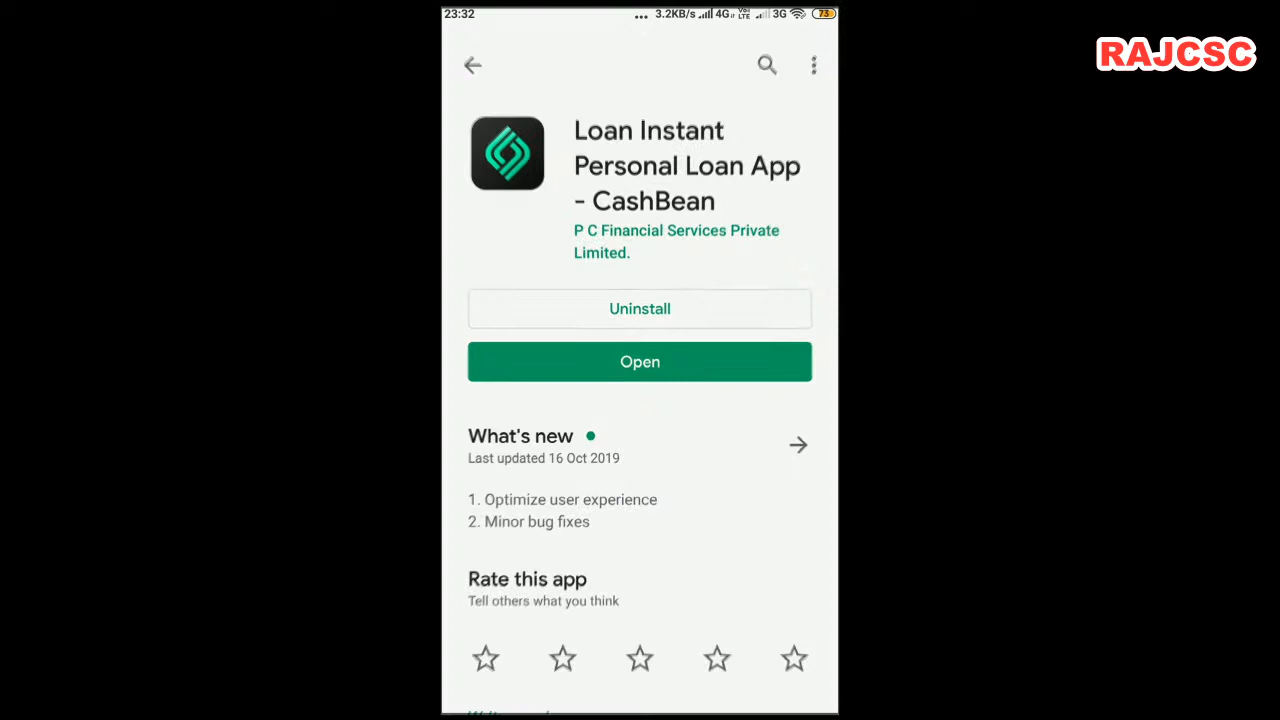 23:32
... 3.2KB/s 4G Vo LTE 3G 73
RAJCSC
Loan Instant
Personal Loan App
- CashBean
P C Financial Services Private
Limited.
Uninstall
Open
What's new
Last updated 16 Oct 2019
1. Optimize user experience
2. Minor bug fixes
Rate this app
Tell others what you think